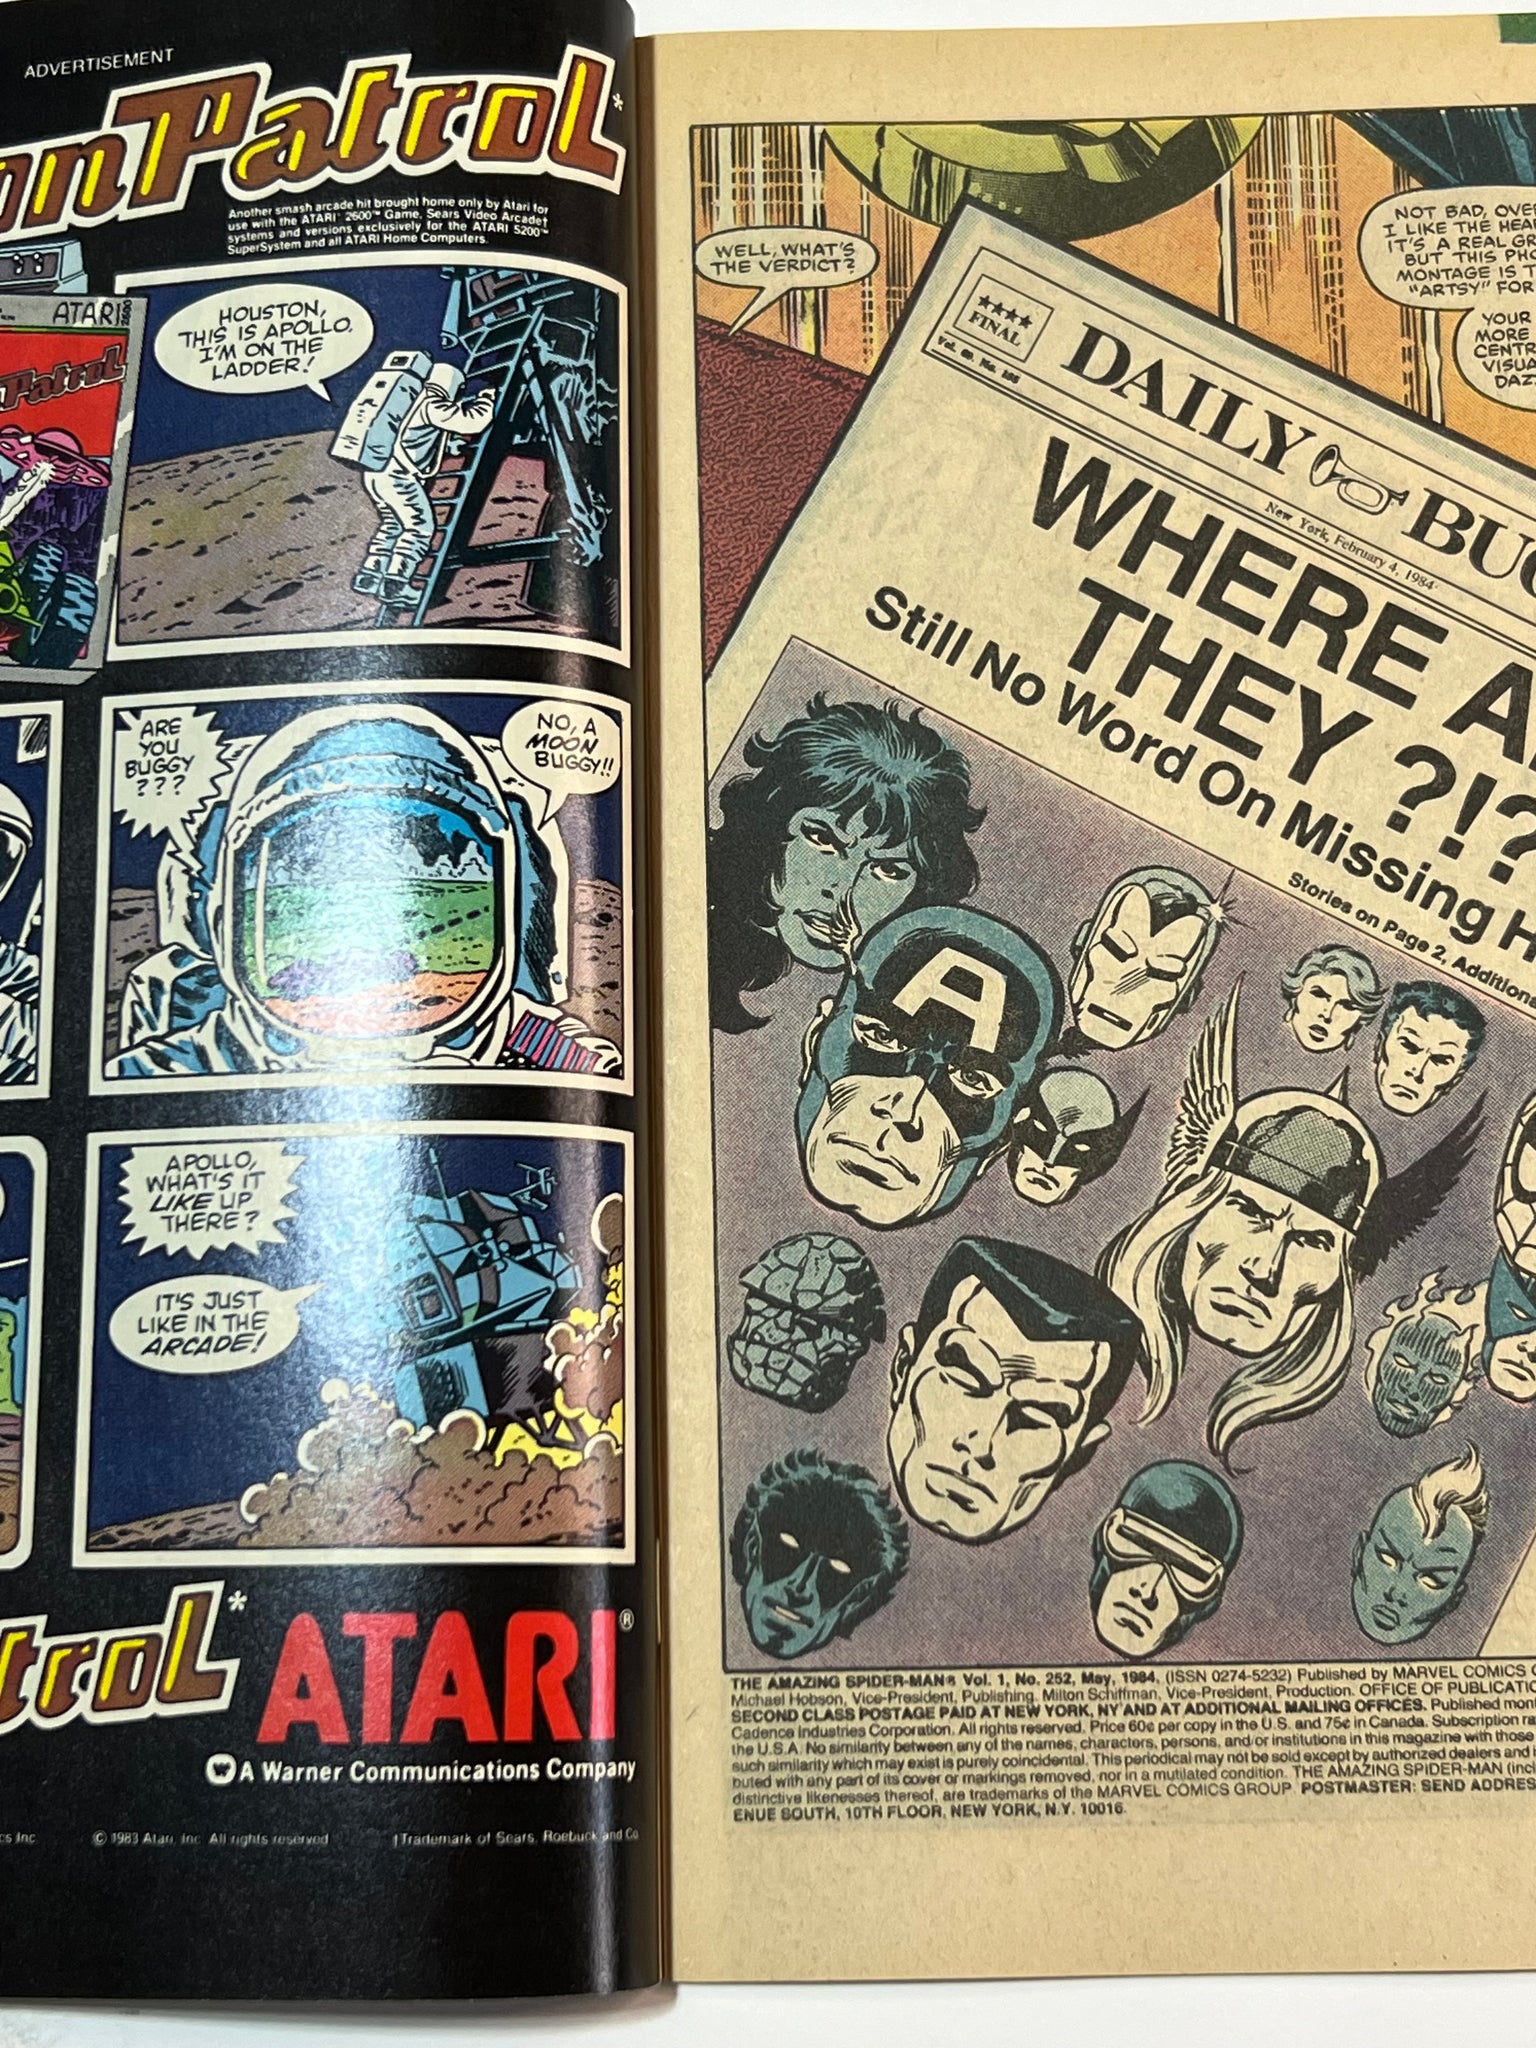 ADVERTISEMENT
on Patrol*
Another smash arcade hit brought home only by Atari for
use with the ATARI® 2600™ Game, Sears Video Arcade†
systems and versions exclusively for the ATARI 5200™
SuperSystem and all ATARI Home Computers.
ATARI 2600
Patrol
HOUSTON,
THIS IS APOLLO.
I'M ON THE
LADDER!
ARE
YOU
BUGGY
???
NO, A
MOON
BUGGY!!
APOLLO,
WHAT'S IT
LIKE UP
THERE?
IT'S JUST
LIKE IN THE
ARCADE!
trol*
ATARI®
A Warner Communications Company
cs Inc
© 1983 Atari, Inc. All rights reserved
†Trademark of Sears, Roebuck and Co
WELL, WHAT'S
THE VERDICT?
NOT BAD, OVE
I LIKE THE HEA
IT'S A REAL GR
BUT THIS PHO
MONTAGE IS T
"ARTSY" FOR
YOUR
MORE
CENTR
VISUA
DAZ
★★★★
FINAL
DAILY BUG
New York, February 4, 1984
WHERE A
THEY ?!?
Still No Word On Missing H
Stories on Page 2, Addition
A
THE AMAZING SPIDER-MAN® Vol. 1, No. 252, May, 1984, (ISSN 0274-5232) Published by MARVEL COMICS G
Michael Hobson, Vice-President, Publishing. Milton Schiffman, Vice-President, Production. OFFICE OF PUBLICATI
SECOND CLASS POSTAGE PAID AT NEW YORK, NY AND AT ADDITIONAL MAILING OFFICES. Published mont
Cadence Industries Corporation. All rights reserved. Price 60¢ per copy in the U.S. and 75¢ in Canada. Subscription ra
the U.S.A. No similarity between any of the names, characters, persons, and/or institutions in this magazine with those
such similarity which may exist is purely coincidental. This periodical may not be sold except by authorized dealers and i
buted with any part of its cover or markings removed, nor in a mutilated condition. THE AMAZING SPIDER-MAN (incl
distinctive likenesses thereof, are trademarks of the MARVEL COMICS GROUP. POSTMASTER: SEND ADDRES
ENUE SOUTH, 10TH FLOOR, NEW YORK, N.Y. 10016.